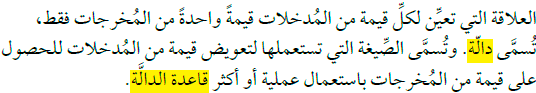 العلاقة التي تعيِّن لكلِّ قيمة من المُدخلات قيمةً واحدةً من المُخرجات فقط،
تُسمَّى دالَّة. وتُسمَّى الصِّيغة التي تستعملها لتعويض قيمة من المُدخلات للحصول
على قيمة من المُخرجات باستعمال عملية أو أكثر قاعدة الدالَّة.